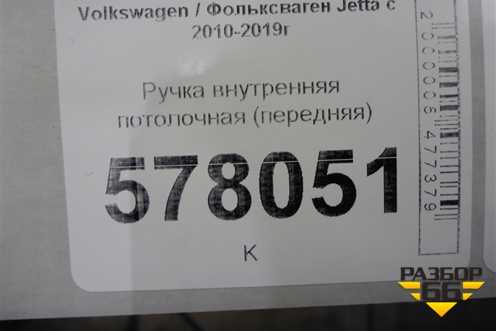 Volkswagen / Фольксваген Jetta с
2010-2019г
Ручка внутренняя
потолочная (передняя)
578051
К
2000006477379
РАЗБОР
66